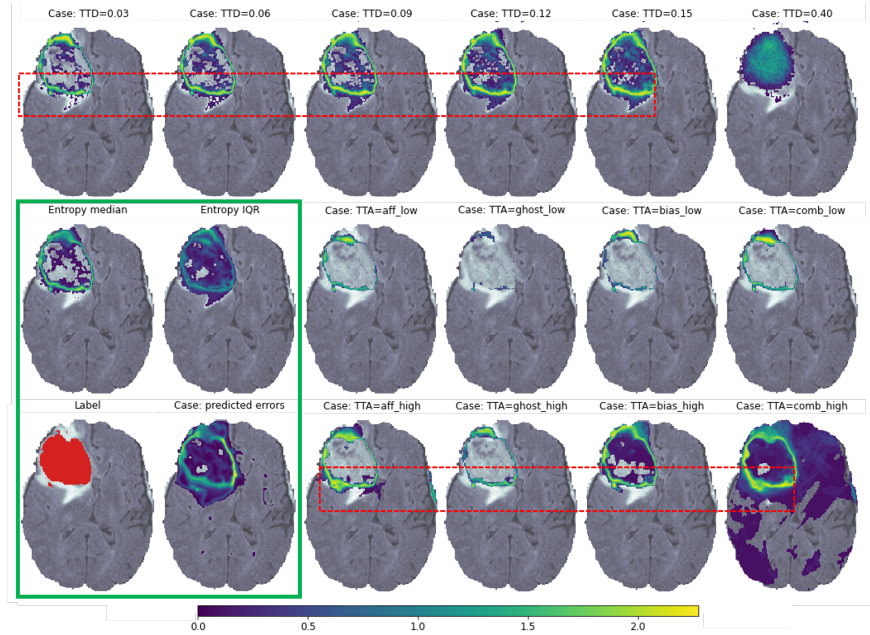 Case: TTD=0.03 Case: TTD=0.06 Case: TTD=0.09 Case: TTD=0.12 Case: TTD=0.15 Case: TTD=0.40
Entropy median Entropy IQR Case: TTA=aff_low Case: TTA=ghost_low Case: TTA=bias_low Case: TTA=comb_low
Label Case: predicted errors Case: TTA=aff_high Case: TTA=ghost_high Case: TTA=bias_high Case: TTA=comb_high
0.0 0.5 1.0 1.5 2.0